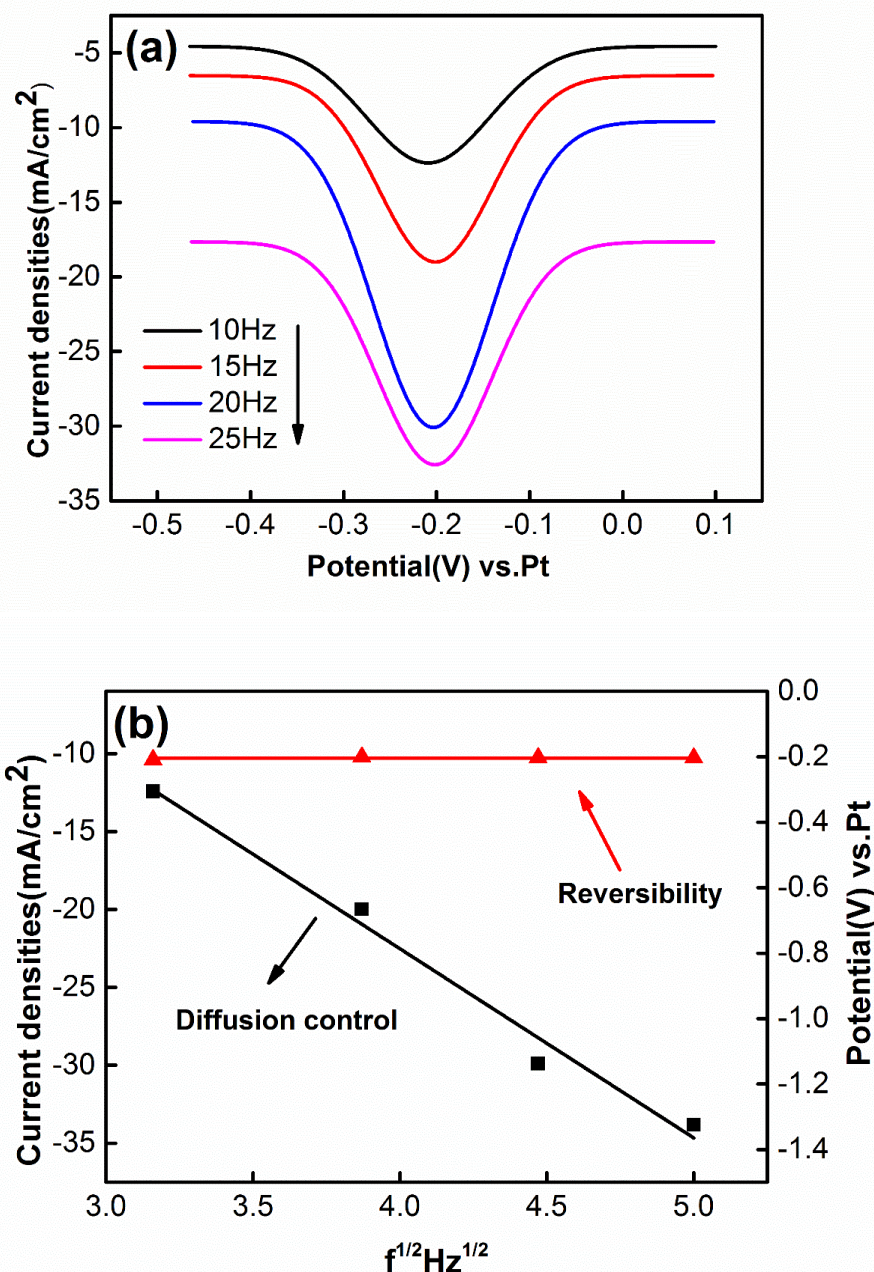 (a)
Current densities(mA/cm2)
-5
-10
-15
-20
-25
-30
-35
10Hz
15Hz
20Hz
25Hz
-0.5 -0.4 -0.3 -0.2 -0.1 0.0 0.1
Potential(V) vs.Pt
(b)
Current densities(mA/cm2)
-10
-15
-20
-25
-30
-35
Reversibility
Diffusion control
0.0
-0.2
-0.4
-0.6
-0.8
-1.0
-1.2
-1.4
Potential(V) vs.Pt
3.0 3.5 4.0 4.5 5.0
f1/2Hz1/2